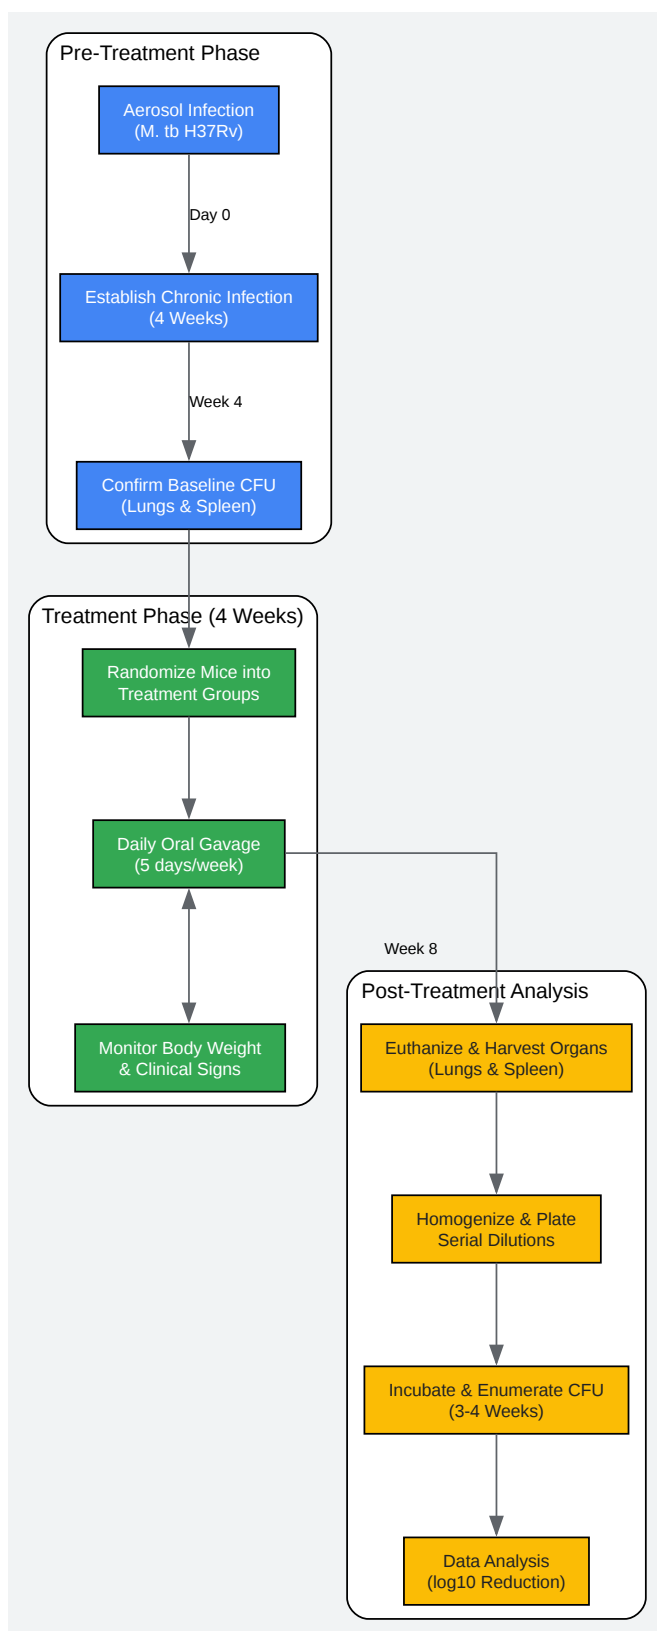 Pre-Treatment Phase
Aerosol Infection
(M. tb H37Rv)
Day 0
Establish Chronic Infection
(4 Weeks)
Week 4
Confirm Baseline CFU
(Lungs & Spleen)
Treatment Phase (4 Weeks)
Randomize Mice into
Treatment Groups
Daily Oral Gavage
(5 days/week)
Monitor Body Weight
& Clinical Signs
Week 8
Post-Treatment Analysis
Euthanize & Harvest Organs
(Lungs & Spleen)
Homogenize & Plate
Serial Dilutions
Incubate & Enumerate CFU
(3-4 Weeks)
Data Analysis
(log10 Reduction)